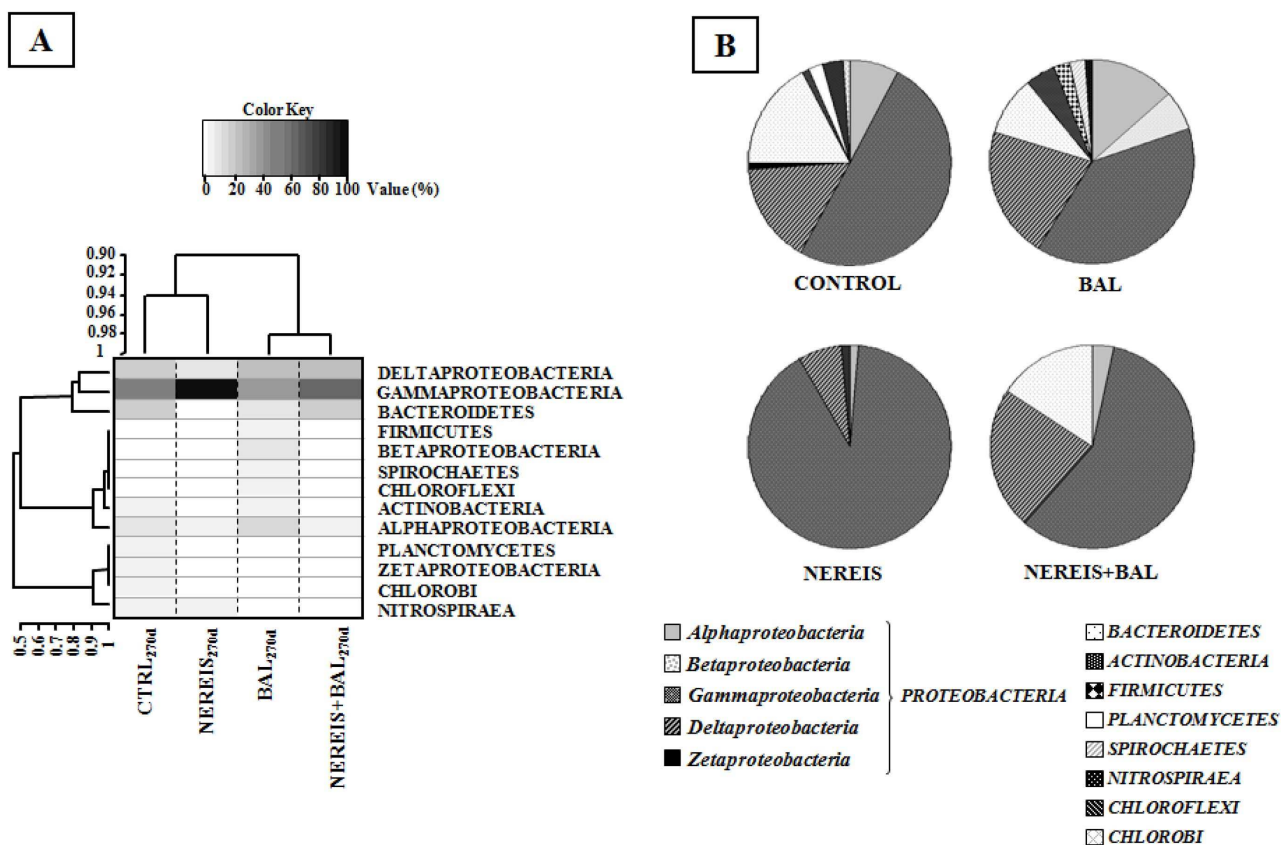 A
Color Key
0 20 40 60 80 100 Value (%)
0.90
0.92
0.94
0.96
0.98
1
DELTAPROTEOBACTERIA
GAMMAPROTEOBACTERIA
BACTEROIDETES
FIRMICUTES
BETAPROTEOBACTERIA
SPIROCHAETES
CHLOROFLEXI
ACTINOBACTERIA
ALPHAPROTEOBACTERIA
PLANCTOMYCETES
ZETAPROTEOBACTERIA
CHLOROBI
NITROSPIRAEA
0.5 0.6 0.7 0.8 0.9 1
CTRL270d
NEREIS270d
BAL270d
NEREIS+BAL270d
B
CONTROL
BAL
NEREIS
NEREIS+BAL
Alphaproteobacteria
Betaproteobacteria
Gammaproteobacteria
Deltaproteobacteria
Zetaproteobacteria
PROTEOBACTERIA
BACTEROIDETES
ACTINOBACTERIA
FIRMICUTES
PLANCTOMYCETES
SPIROCHAETES
NITROSPIRAEA
CHLOROFLEXI
CHLOROBI